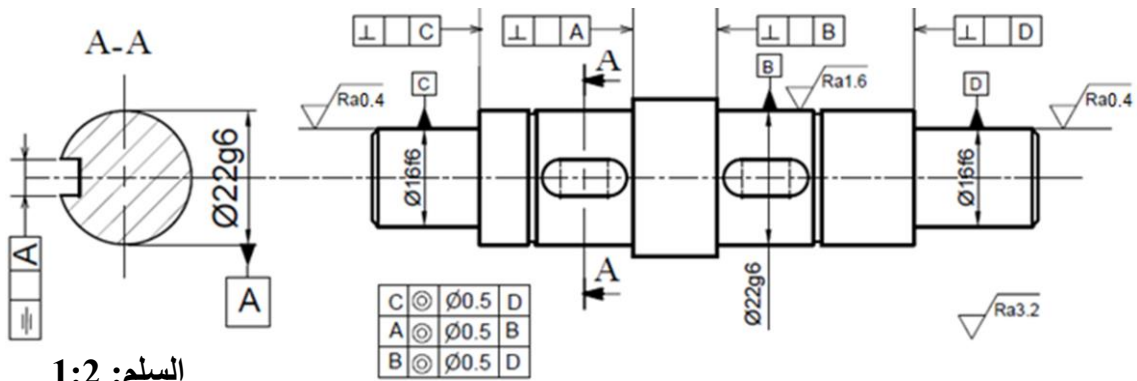 A-A
⊥ C
⊥ A
⊥ B
⊥ D
A
Ra0.4
C
B
Ra1.6
D
Ra0.4
Ø22g6
Ø16f6
Ø16f6
A
⌯ A
A
Ø22g6
C ◎ Ø0.5 D
A ◎ Ø0.5 B
B ◎ Ø0.5 D
Ra3.2
السلم: 1:2